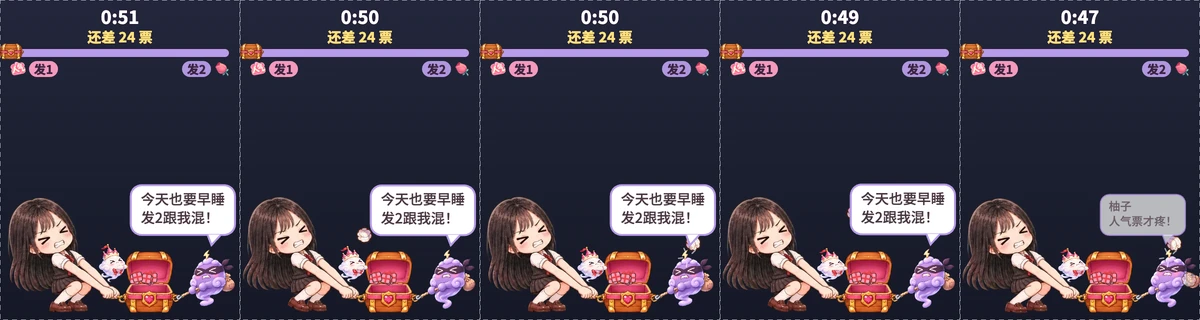 0:51
还差 24 票
发1 发2
今天也要早睡
发2跟我混！
0:50
还差 24 票
发1 发2
今天也要早睡
发2跟我混！
0:50
还差 24 票
发1 发2
今天也要早睡
发2跟我混！
0:49
还差 24 票
发1 发2
今天也要早睡
发2跟我混！
0:47
还差 24 票
发1 发2
柚子
人气票才疼！